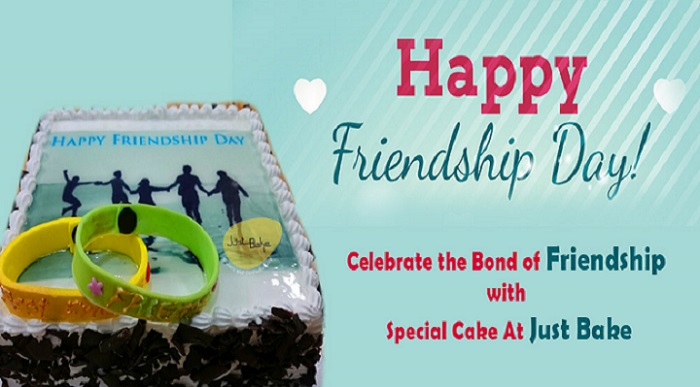 Happy
Friendship Day!
HAPPY FRIENDSHIP DAY
Just Bake
Celebrate the Bond of Friendship
with
Special Cake At Just Bake